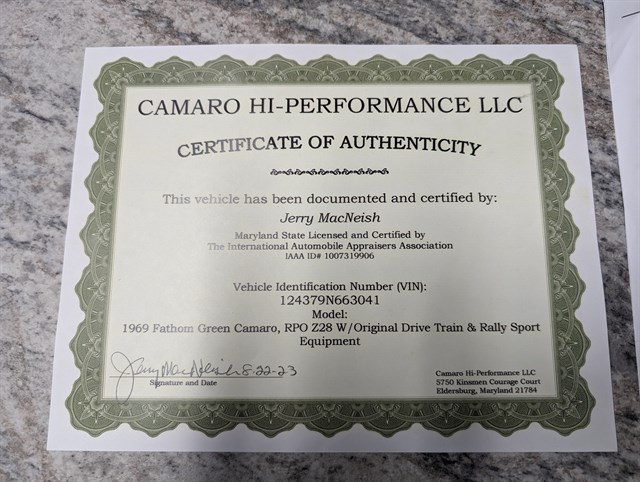 CAMARO HI-PERFORMANCE LLC
CERTIFICATE OF AUTHENTICITY
This vehicle has been documented and certified by:
Jerry MacNeish
Maryland State Licensed and Certified by
The International Automobile Appraisers Association
IAAA ID# 1007319906
Vehicle Identification Number (VIN):
124379N663041
Model:
1969 Fathom Green Camaro, RPO Z28 W/Original Drive Train & Rally Sport
Equipment
Jerry MacNeish 8-22-23
Signature and Date
Camaro Hi-Performance LLC
5750 Kinsmen Courage Court
Eldersburg, Maryland 21784